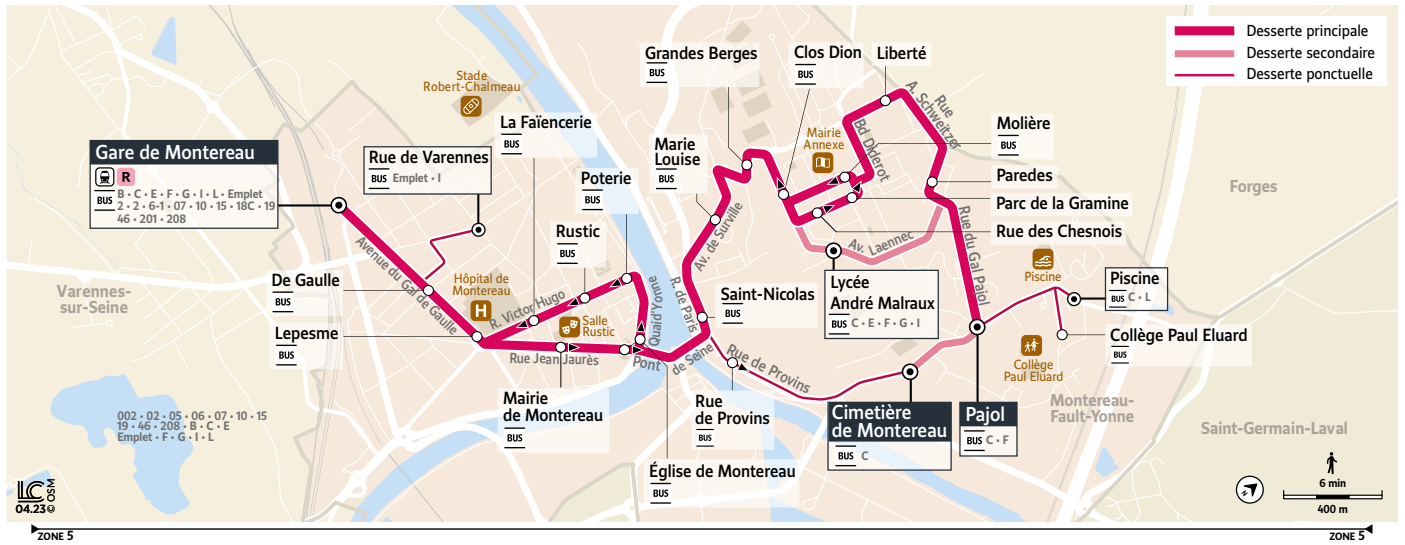 Desserte principale
Desserte secondaire
Desserte ponctuelle
Grandes Berges
BUS
Clos Dion
BUS
Liberté
BUS
Stade
Robert-Chalmeau
Rue
A. Schweitzer
La Faïencerie
BUS
Mairie
Annexe
Bd Diderot
Molière
BUS
Gare de Montereau
R
BUS
B • C • E • F • G • I • L • Emplet
2 • 2 • 6-1 • 07 • 10 • 15 • 18C • 19
46 • 201 • 208
Rue de Varennes
BUS Emplet • I
Marie
Louise
BUS
Poterie
BUS
Paredes
BUS
Forges
Parc de la Gramine
BUS
Rustic
BUS
Rue des Chesnois
BUS
Avenue du Gal de Gaulle
Av. de Surville
Av. Laennec
Rue du Gal Pajol
De Gaulle
BUS
Hôpital de
Montereau
H
R. Victor Hugo
Quai d'Yonne
R. de Paris
Saint-Nicolas
BUS
Lycée
André Malraux
BUS C • E • F • G • I
Piscine
Piscine
BUS C • L
Varennes-
sur-Seine
Salle
Rustic
Lepesme
BUS
Collège Paul Eluard
BUS
Rue Jean Jaurès
Pont
de Seine
Rue de Provins
Collège
Paul Eluard
Mairie
de Montereau
BUS
Rue
de Provins
BUS
Cimetière
de Montereau
BUS C
Pajol
BUS C • F
Montereau-
Fault-Yonne
Saint-Germain-Laval
002 • 02 • 05 • 06 • 07 • 10 • 15
19 • 46 • 208 • B • C • E
Emplet • F • G • I • L
Église de Montereau
BUS
LC OSM
04.23 ©
6 min
400 m
ZONE 5
ZONE 5